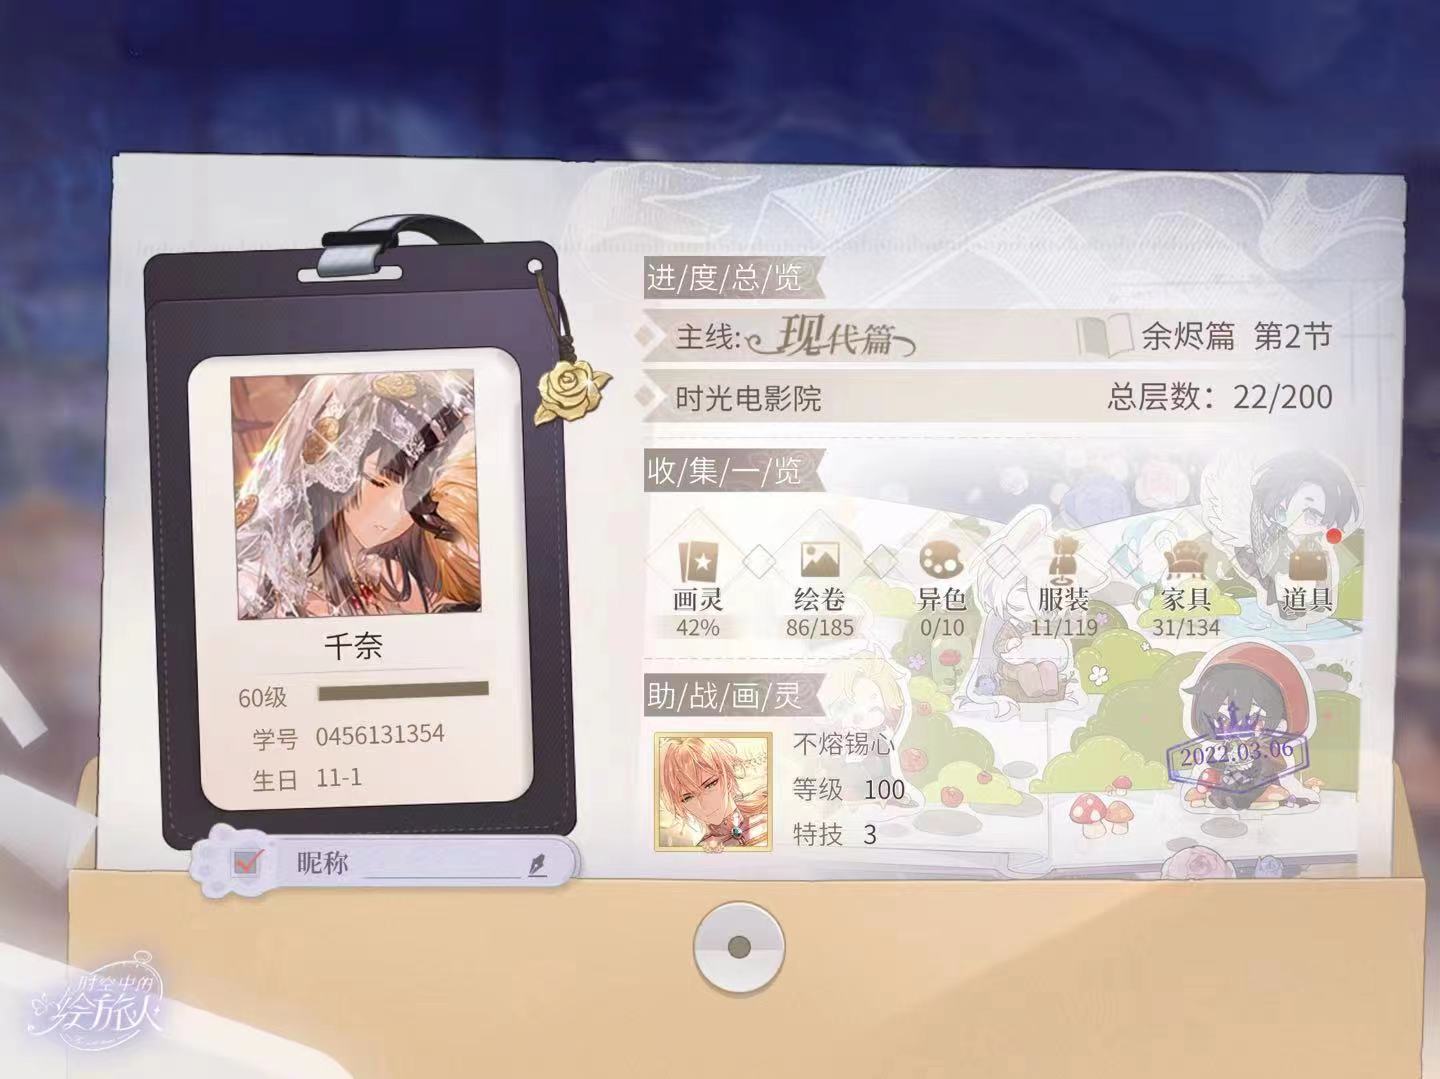 千奈
60级
学号 0456131354
生日 11-1
昵称
进/度/总/览
主线:现代篇
余烬篇 第2节
时光电影院
总层数：22/200
收/集/一/览
画灵 绘卷 异色 服装 家具 道具
42% 86/185 0/10 11/119 31/134
助/战/画/灵
不熔锡心
等级 100
特技 3
2022.03.06
时空中的
绘旅人